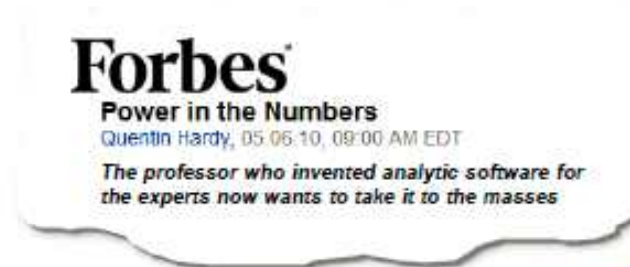 Forbes®
Power in the Numbers
Quentin Hardy, 05.06.10, 09:00 AM EDT
The professor who invented analytic software for
the experts now wants to take it to the masses